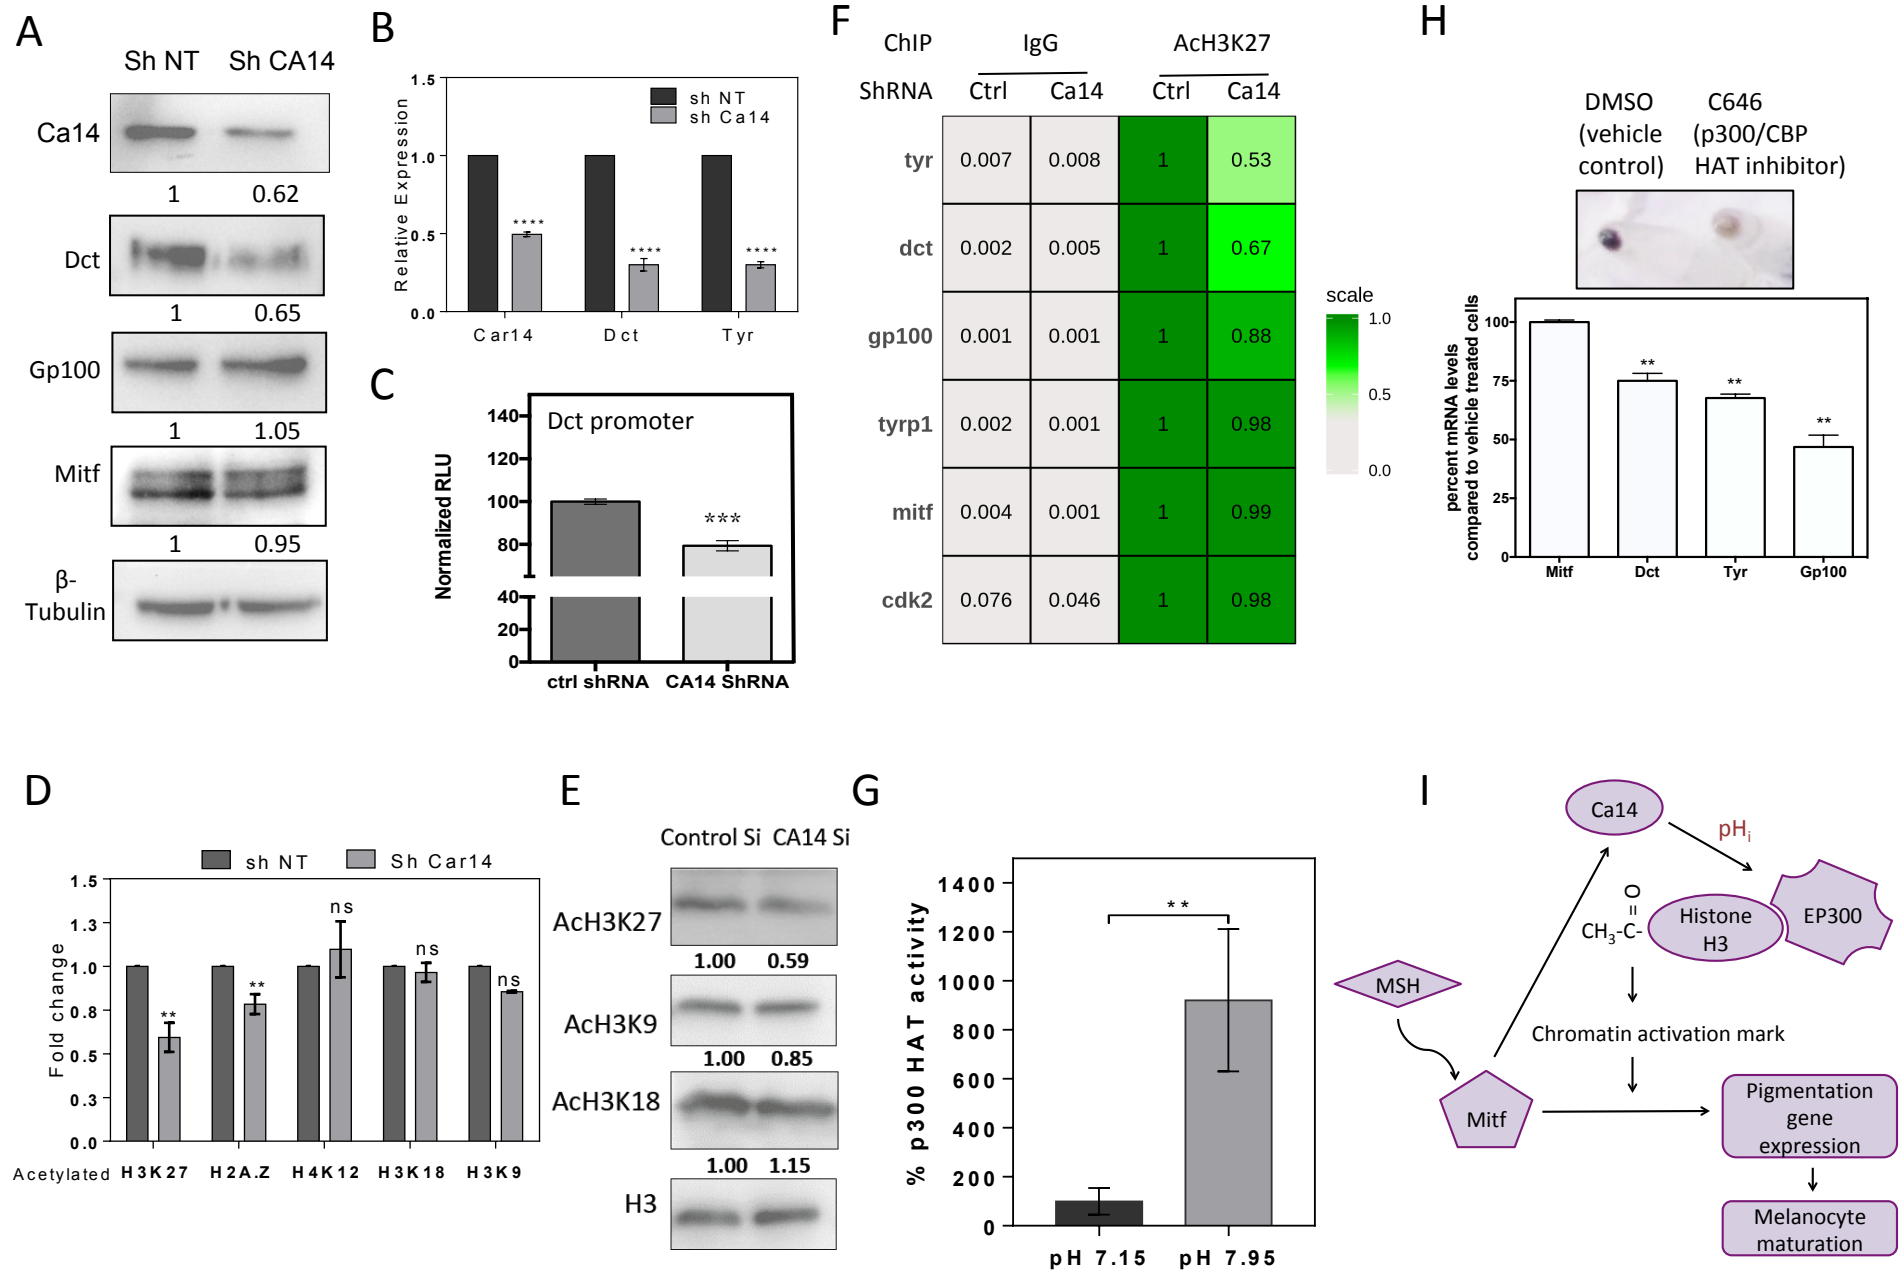 A
Sh NT Sh CA14
Ca14
1 0.62
Dct
1 0.65
Gp100
1 1.05
Mitf
1 0.95
β-
Tubulin
B
1.5
1.0
0.5
0.0
Relative Expression
sh NT
sh Ca14
**** **** ****
Car14 Dct Tyr
C
Dct promoter
140
120
100
80
40
20
0
Normalized RLU
***
ctrl shRNA CA14 ShRNA
F
ChIP IgG AcH3K27
ShRNA Ctrl Ca14 Ctrl Ca14
tyr 0.007 0.008 1 0.53
dct 0.002 0.005 1 0.67
gp100 0.001 0.001 1 0.88
tyrp1 0.002 0.001 1 0.98
mitf 0.004 0.001 1 0.99
cdk2 0.076 0.046 1 0.98
scale
1.0
0.5
0.0
H
DMSO C646
(vehicle (p300/CBP
control) HAT inhibitor)
percent mRNA levels
compared to vehicle treated cells
100
75
50
25
0
** ** **
Mitf Dct Tyr Gp100
D
sh NT Sh Car14
1.5
1.3
1.0
0.8
0.5
0.3
0.0
Fold change
** ** ns ns ns
Acetylated H3K27 H2A.Z H4K12 H3K18 H3K9
E
Control Si CA14 Si
AcH3K27
1.00 0.59
AcH3K9
1.00 0.85
AcH3K18
1.00 1.15
H3
G
1400
1200
1000
800
600
400
200
0
% p300 HAT activity
**
pH 7.15 pH 7.95
I
Ca14
pHi
O
=
CH3-C-
Histone
H3
EP300
MSH
Chromatin activation mark
Mitf
Pigmentation
gene
expression
Melanocyte
maturation